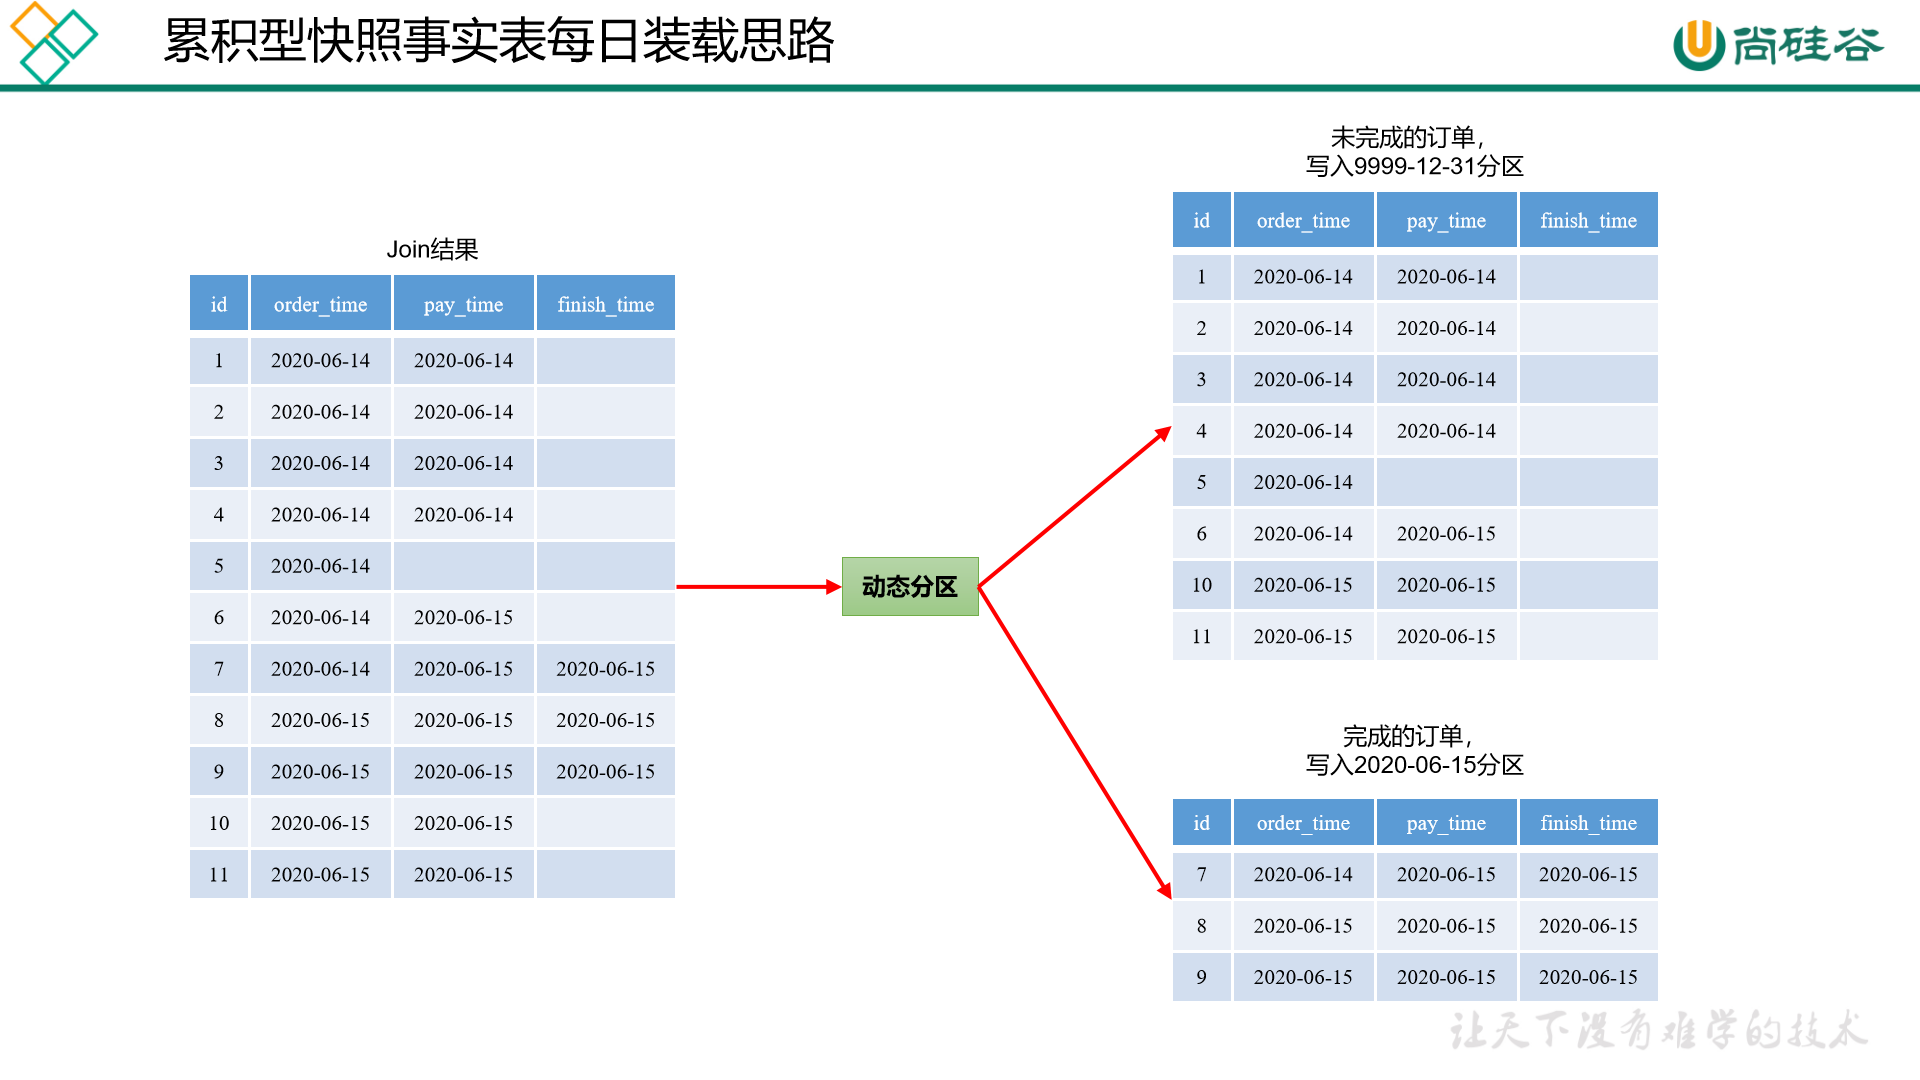 累积型快照事实表每日装载思路
尚硅谷
Join结果
id order_time pay_time finish_time
1 2020-06-14 2020-06-14
2 2020-06-14 2020-06-14
3 2020-06-14 2020-06-14
4 2020-06-14 2020-06-14
5 2020-06-14
6 2020-06-14 2020-06-15
7 2020-06-14 2020-06-15 2020-06-15
8 2020-06-15 2020-06-15 2020-06-15
9 2020-06-15 2020-06-15 2020-06-15
10 2020-06-15 2020-06-15
11 2020-06-15 2020-06-15
动态分区
未完成的订单,
写入9999-12-31分区
id order_time pay_time finish_time
1 2020-06-14 2020-06-14
2 2020-06-14 2020-06-14
3 2020-06-14 2020-06-14
4 2020-06-14 2020-06-14
5 2020-06-14
6 2020-06-14 2020-06-15
10 2020-06-15 2020-06-15
11 2020-06-15 2020-06-15
完成的订单,
写入2020-06-15分区
id order_time pay_time finish_time
7 2020-06-14 2020-06-15 2020-06-15
8 2020-06-15 2020-06-15 2020-06-15
9 2020-06-15 2020-06-15 2020-06-15
让天下没有难学的技术